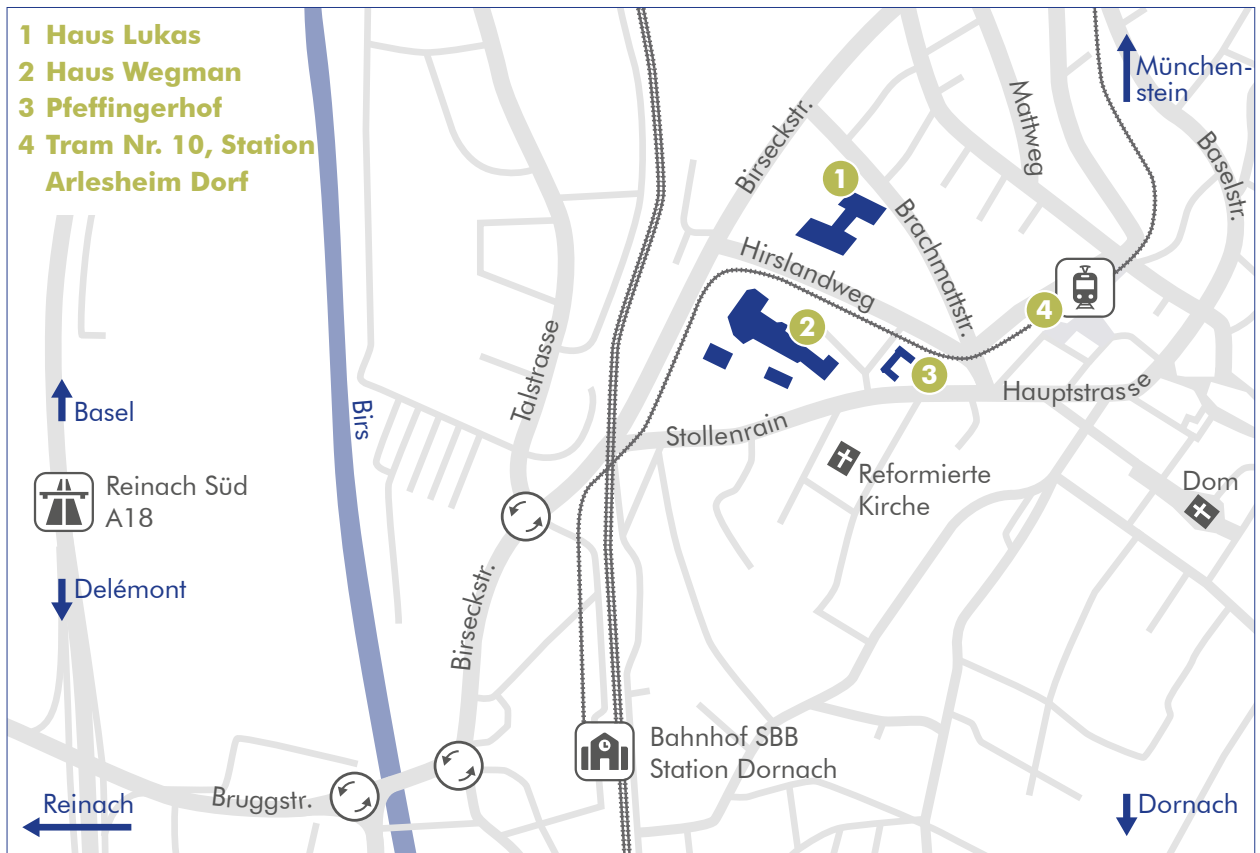 1 Haus Lukas
2 Haus Wegman
3 Pfeffingerhof
4 Tram Nr. 10, Station
Arlesheim Dorf
München-
stein
Mattweg
Birseckstr.
Baselstr.
1
Brachmattstr.
Hirslandweg
4
2
3
Talstrasse
Hauptstrasse
Basel
Birs
Stollenrain
Reformierte
Kirche
Dom
Reinach Süd
A18
Delémont
Birseckstr.
Bahnhof SBB
Station Dornach
Bruggstr.
Reinach
Dornach